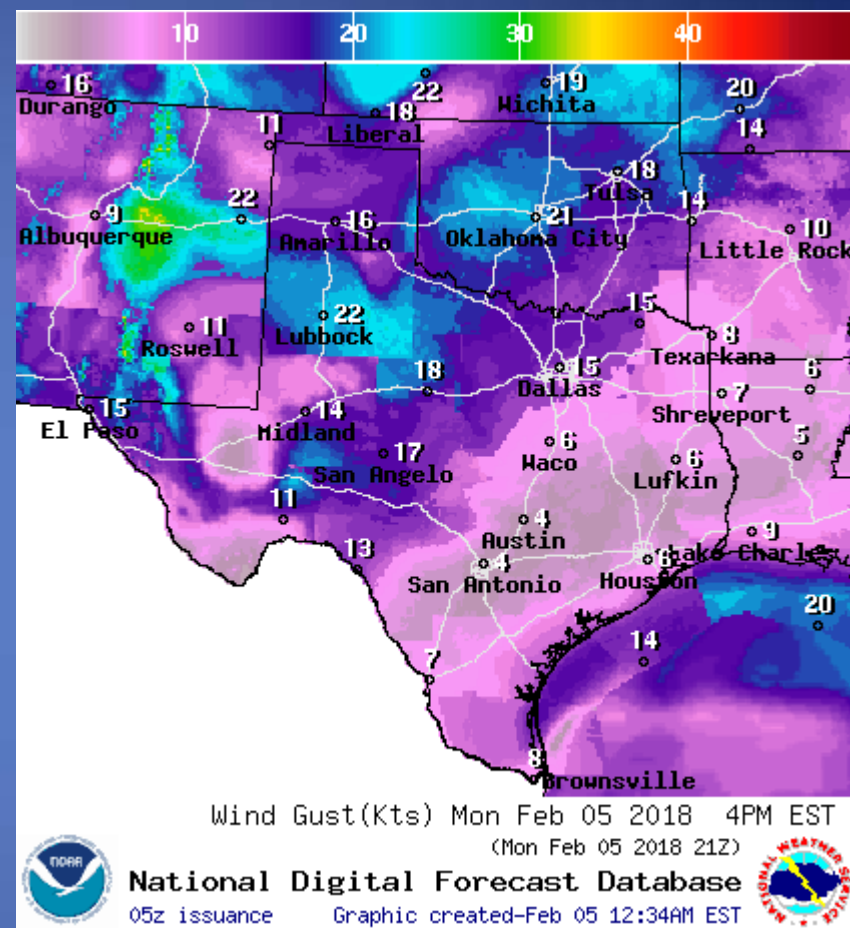 10 20 30 40
16 Durango
22
19 Wichita
20
18 Liberal
11
14
18 Tulsa
9 Albuquerque
22
16 Amarillo
21 Oklahoma City
14
10 Little Rock
11 Roswell
22 Lubbock
15
8 Texarkana
15 Dallas
18
7 Shreveport
6
15 El Paso
14 Midland
17 San Angelo
6 Waco
6 Lufkin
5
11
4 Austin
9 Lake Charles
13
4 San Antonio
6 Houston
20
14
7
8 Brownsville
Wind Gust(Kts) Mon Feb 05 2018 4PM EST
(Mon Feb 05 2018 21Z)
NOAA
National Digital Forecast Database
NATIONAL WEATHER SERVICE
05z issuance Graphic created-Feb 05 12:34AM EST